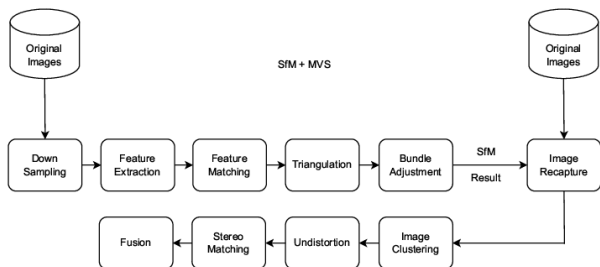 Original
Images
SfM + MVS
Original
Images
Down
Sampling
Feature
Extraction
Feature
Matching
Triangulation
Bundle
Adjustment
SfM
Result
Image
Recapture
Fusion
Stereo
Matching
Undistortion
Image
Clustering